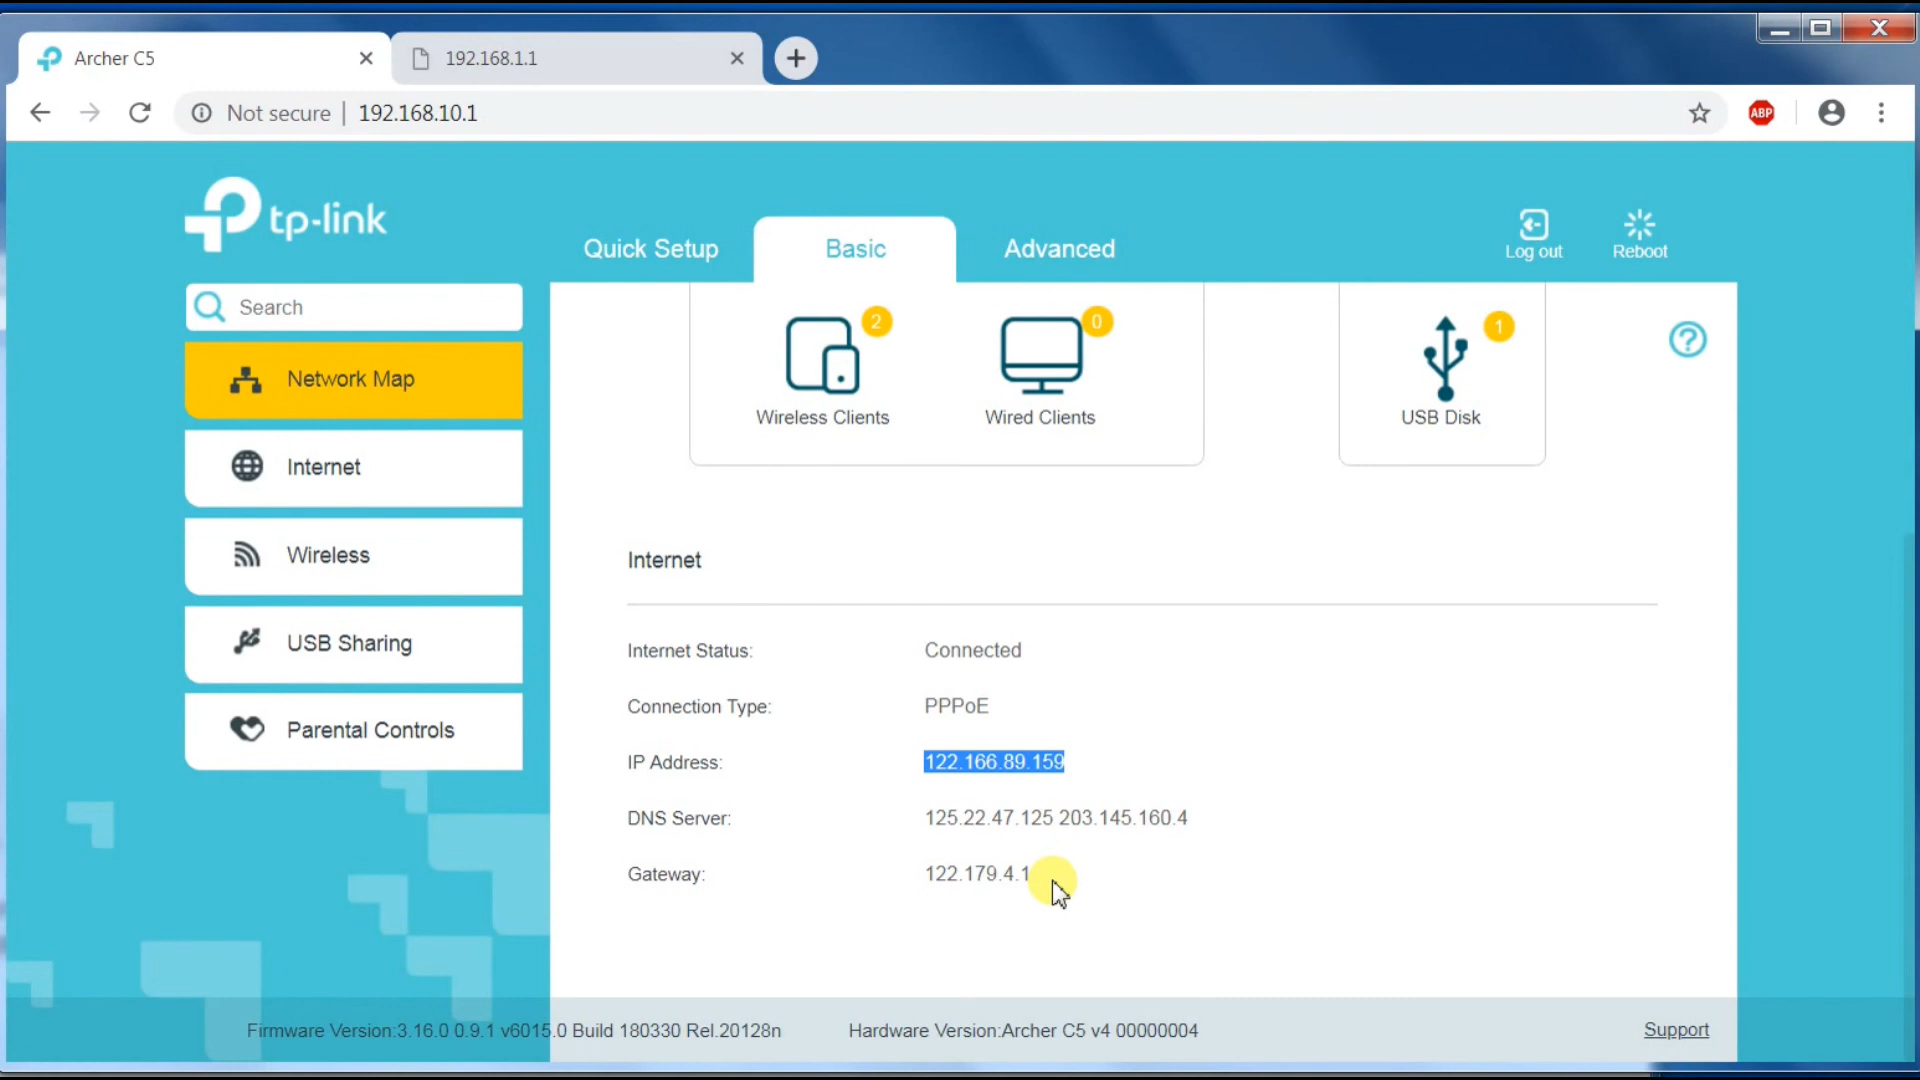 Archer C5
192.168.1.1
Not secure | 192.168.10.1
ABP
tp-link
Quick Setup
Basic
Advanced
Log out
Reboot
Search
2
0
1
Network Map
Wireless Clients
Wired Clients
USB Disk
Internet
Internet
Wireless
Internet Status: Connected
USB Sharing
Connection Type: PPPoE
Parental Controls
IP Address: 122.166.89.159
DNS Server: 125.22.47.125 203.145.160.4
Gateway: 122.179.4.1
Firmware Version:3.16.0 0.9.1 v6015.0 Build 180330 Rel.20128n
Hardware Version:Archer C5 v4 00000004
Support